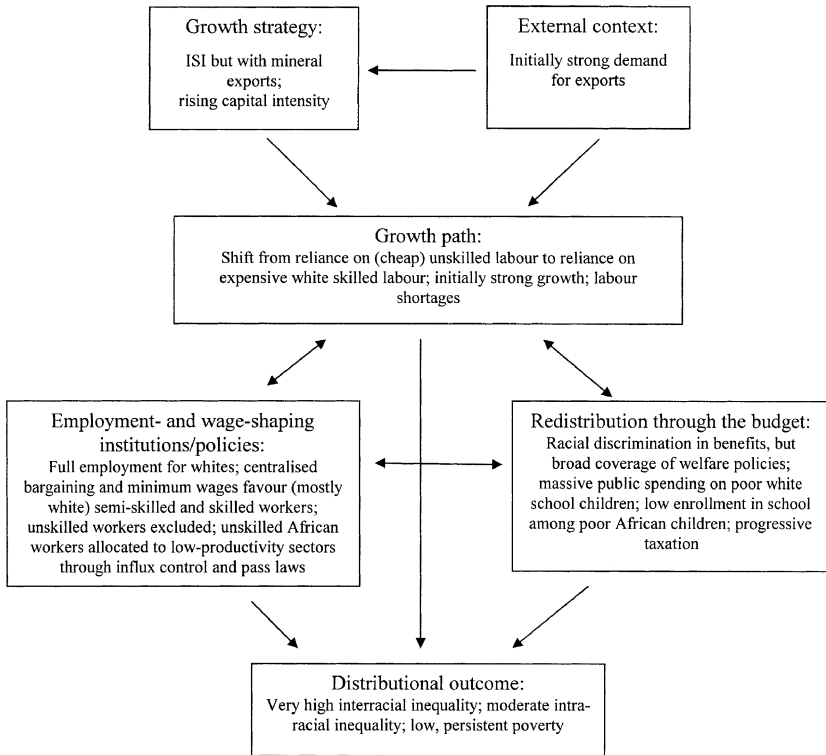 Growth strategy:
ISI but with mineral
exports;
rising capital intensity
External context:
Initially strong demand
for exports
Growth path:
Shift from reliance on (cheap) unskilled labour to reliance on
expensive white skilled labour; initially strong growth; labour
shortages
Employment- and wage-shaping
institutions/policies:
Full employment for whites; centralised
bargaining and minimum wages favour (mostly
white) semi-skilled and skilled workers;
unskilled workers excluded; unskilled African
workers allocated to low-productivity sectors
through influx control and pass laws
Redistribution through the budget:
Racial discrimination in benefits, but
broad coverage of welfare policies;
massive public spending on poor white
school children; low enrollment in school
among poor African children; progressive
taxation
Distributional outcome:
Very high interracial inequality; moderate intra-
racial inequality; low, persistent poverty